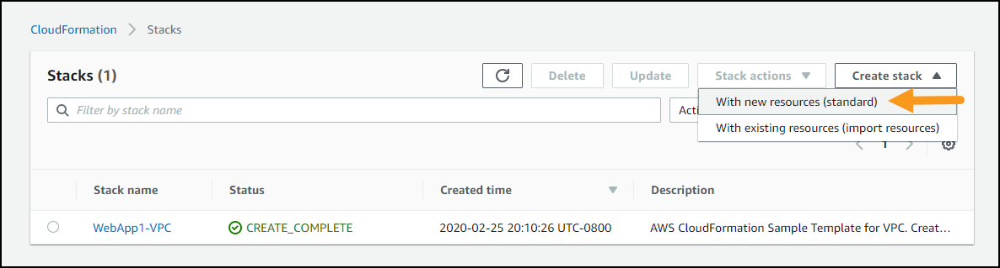 CloudFormation > Stacks
Stacks (1)
Delete
Update
Stack actions
Create stack
With new resources (standard)
With existing resources (import resources)
Filter by stack name
Acti
1
Stack name
Status
Created time
Description
WebApp1-VPC
CREATE_COMPLETE
2020-02-25 20:10:26 UTC-0800
AWS CloudFormation Sample Template for VPC. Creat…